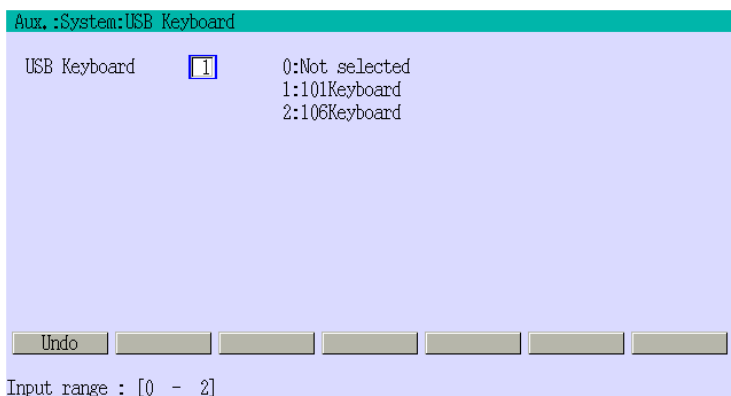 Aux.:System:USB Keyboard
USB Keyboard 1 0:Not selected
1:101Keyboard
2:106Keyboard
Undo
Input range : [0 - 2]